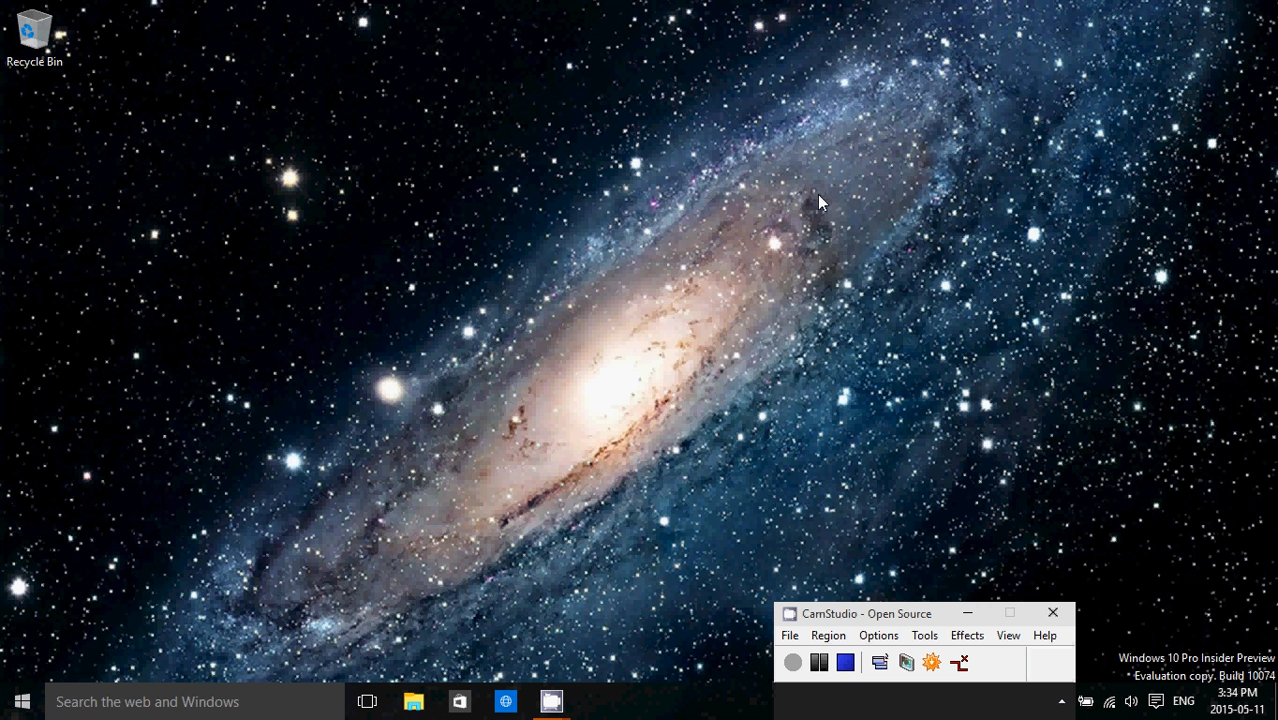 Recycle Bin
CamStudio - Open Source
File Region Options Tools Effects View Help
Windows 10 Pro Insider Preview
Evaluation copy. Build 10074
Search the web and Windows
ENG
3:34 PM
2015-05-11